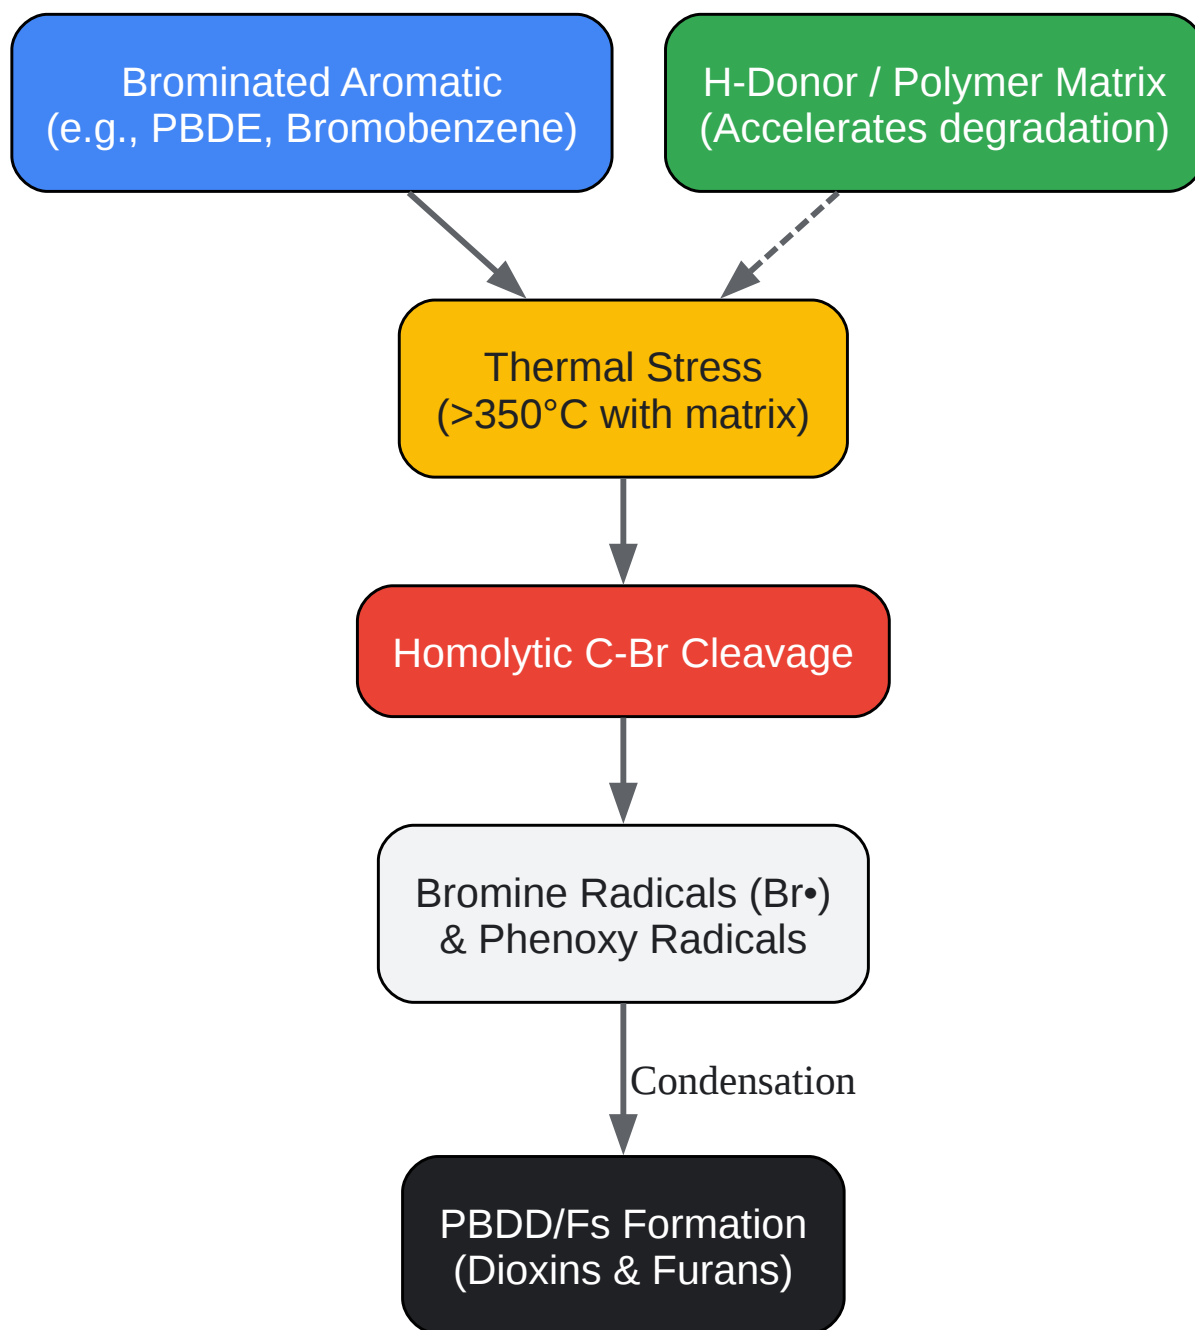 Brominated Aromatic
(e.g., PBDE, Bromobenzene)
H-Donor / Polymer Matrix
(Accelerates degradation)
Thermal Stress
(>350°C with matrix)
Homolytic C-Br Cleavage
Bromine Radicals (Br•)
& Phenoxy Radicals
Condensation
PBDD/Fs Formation
(Dioxins & Furans)